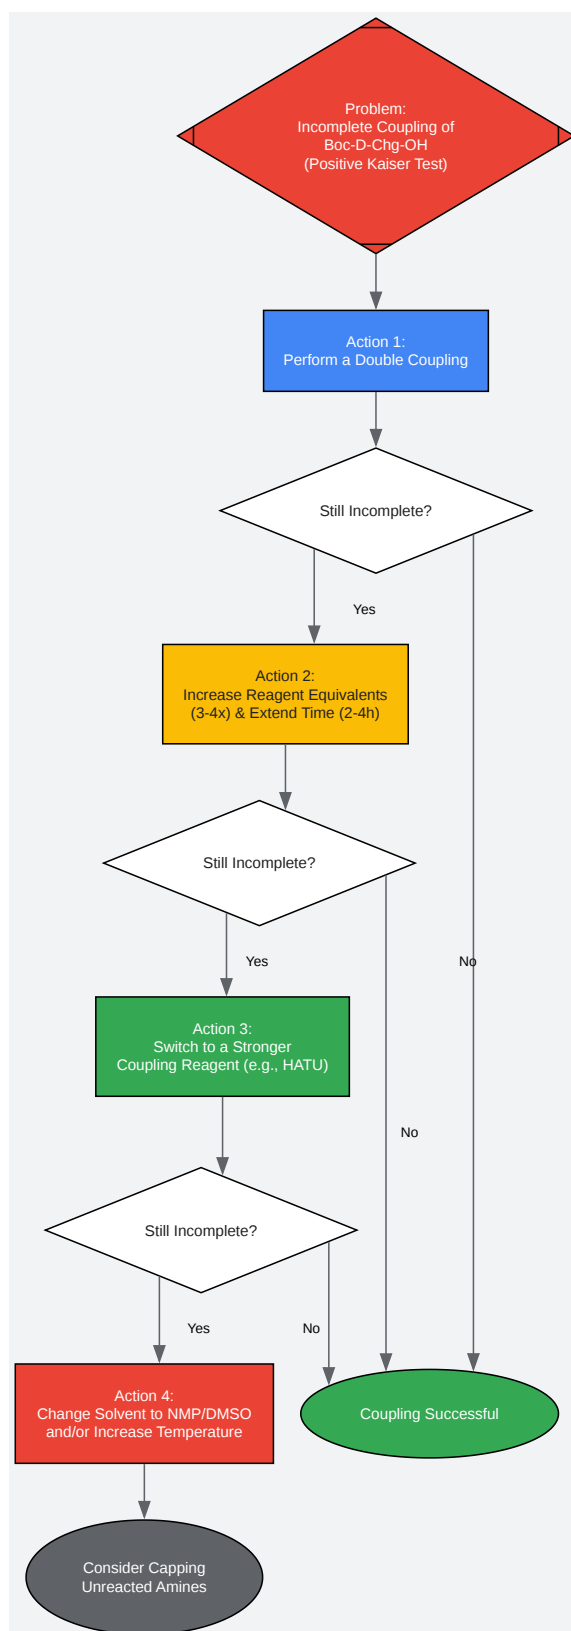 Problem:
Incomplete Coupling of
Boc-D-Chg-OH
(Positive Kaiser Test)
Action 1:
Perform a Double Coupling
Still Incomplete?
Yes
Action 2:
Increase Reagent Equivalents
(3-4x) & Extend Time (2-4h)
Still Incomplete?
Yes
No
Action 3:
Switch to a Stronger
Coupling Reagent (e.g., HATU)
No
Still Incomplete?
Yes
No
Action 4:
Change Solvent to NMP/DMSO
and/or Increase Temperature
Coupling Successful
Consider Capping
Unreacted Amines